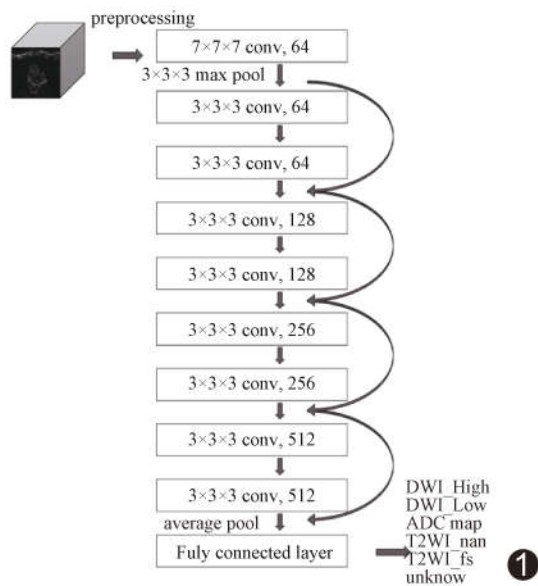 preprocessing
7×7×7 conv, 64
3×3×3 max pool
3×3×3 conv, 64
3×3×3 conv, 64
3×3×3 conv, 128
3×3×3 conv, 128
3×3×3 conv, 256
3×3×3 conv, 256
3×3×3 conv, 512
3×3×3 conv, 512
average pool
Fuly connected layer
DWI_High
DWI_Low
ADC map
T2WI_nan
T2WI_fs
unknow
1